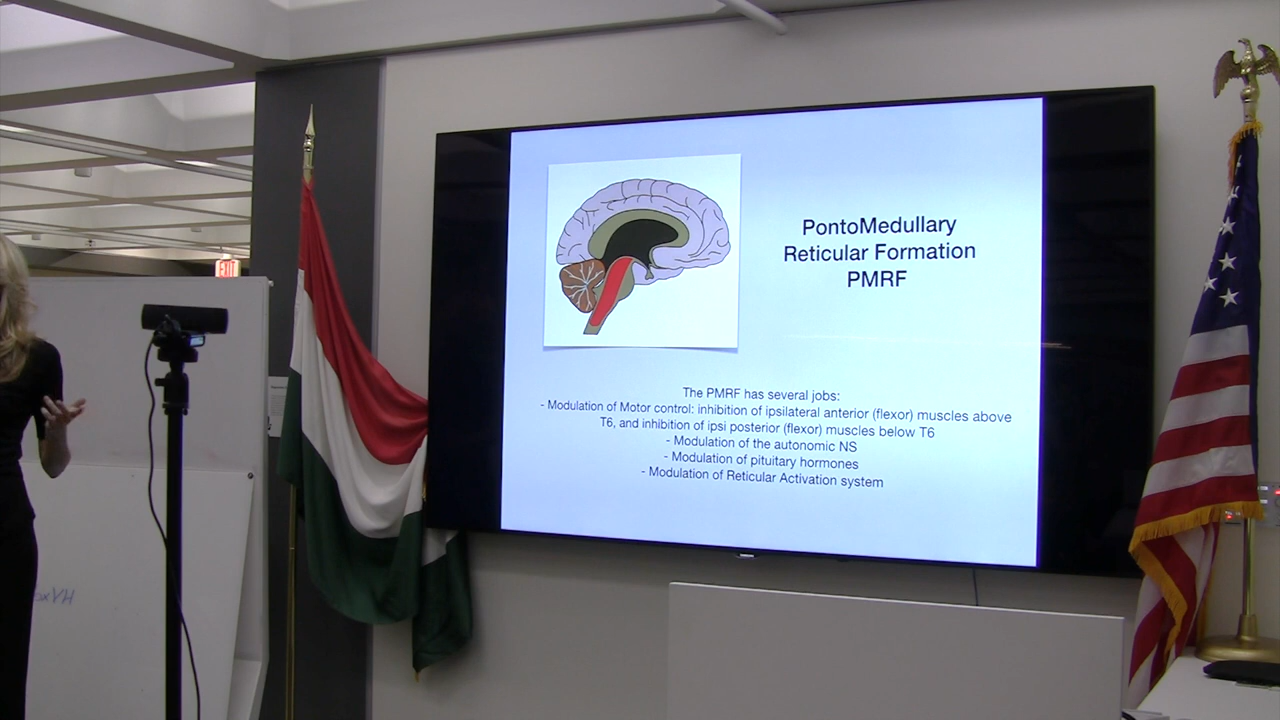 EXIT
PontoMedullary
Reticular Formation
PMRF
The PMRF has several jobs:
- Modulation of Motor control: inhibition of ipsilateral anterior (flexor) muscles above
T6, and inhibition of ipsi posterior (flexor) muscles below T6
- Modulation of the autonomic NS
- Modulation of pituitary hormones
- Modulation of Reticular Activation system